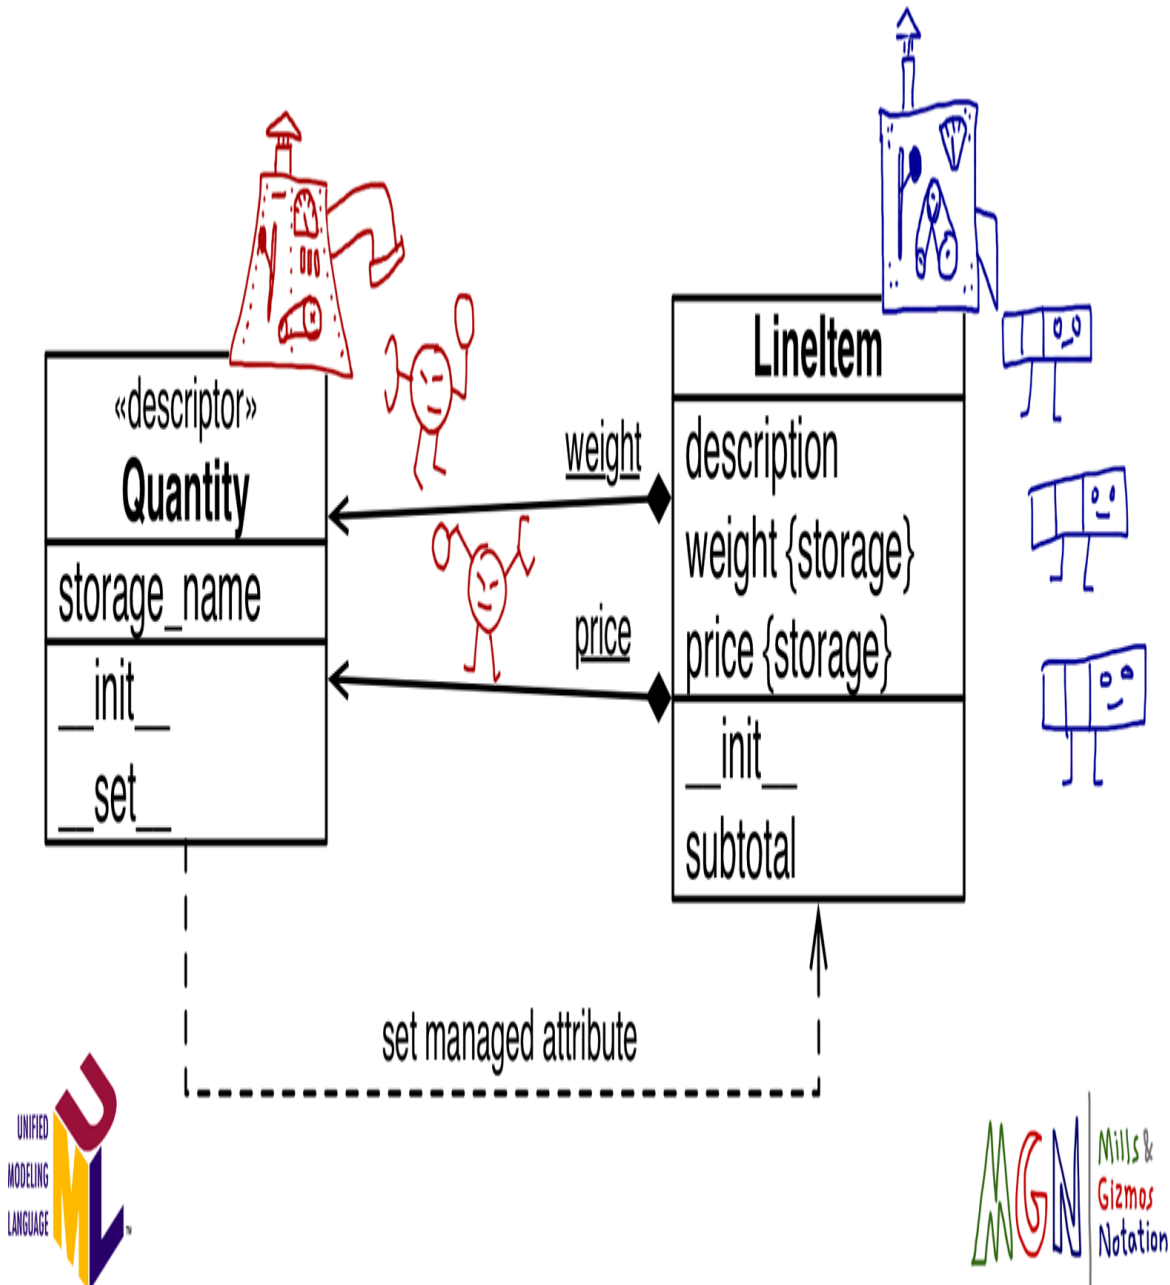 «descriptor»
Quantity
storage_name
__init__
__set__
weight
price
LineItem
description
weight {storage}
price {storage}
__init__
subtotal
set managed attribute
UNIFIED
MODELING
LANGUAGE
UML
™
MGN
Mills &
Gizmos
Notation